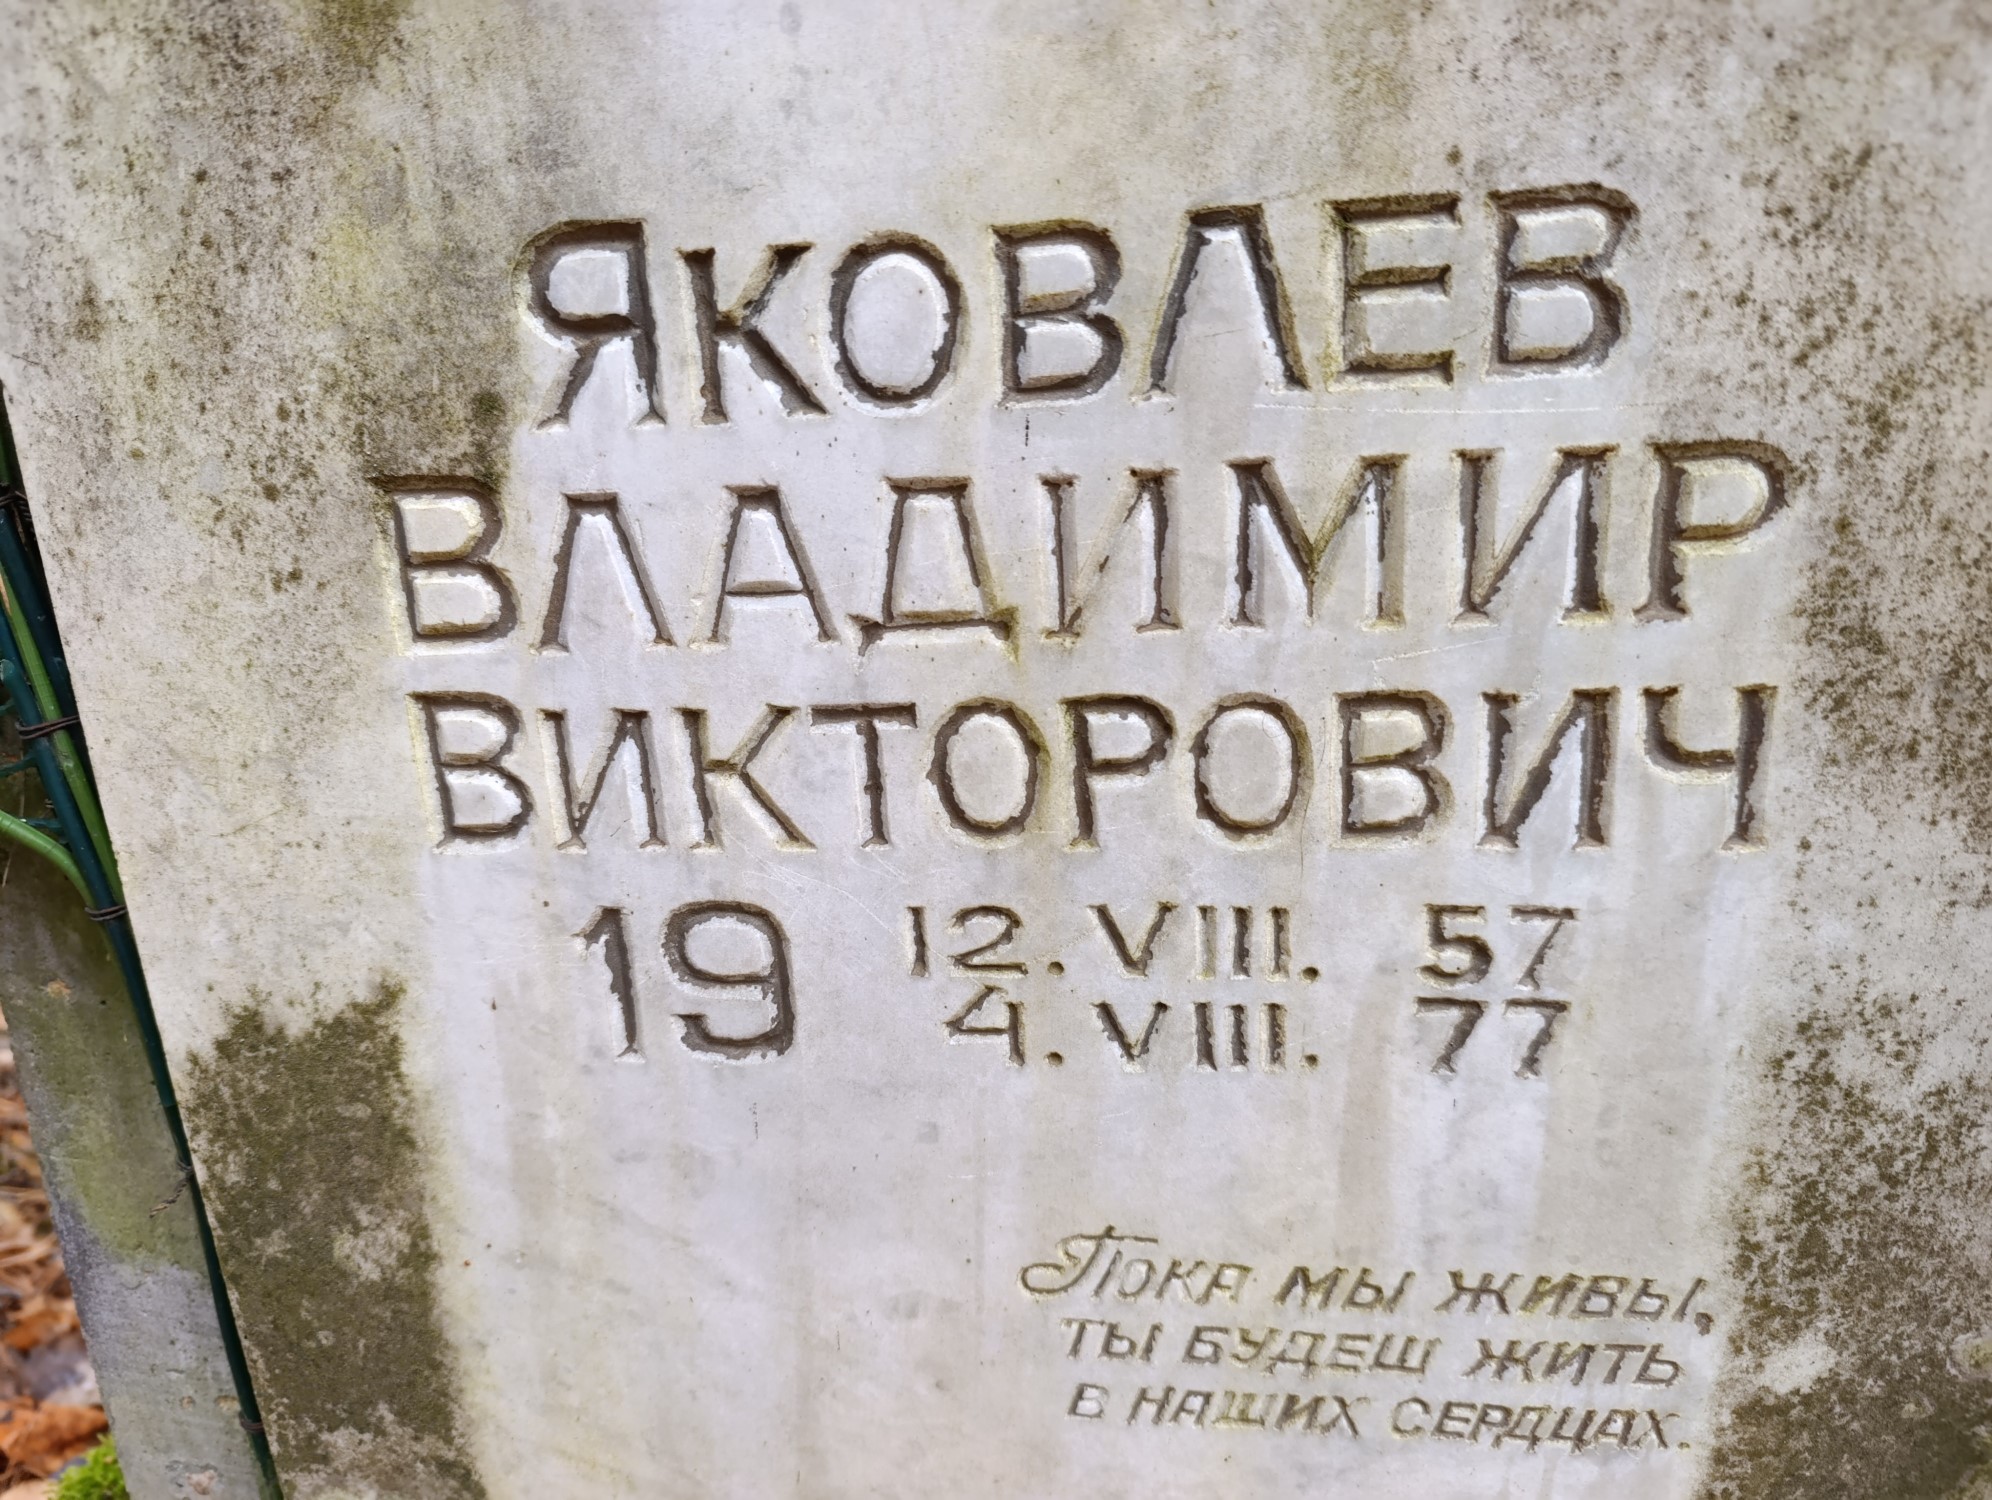 ЯКОВЛЕВ
ВЛАДИМИР
ВИКТОРОВИЧ
19 12.VIII. 57
4.VIII. 77
Пока мы живы,
ты будеш жить
в наших сердцах.